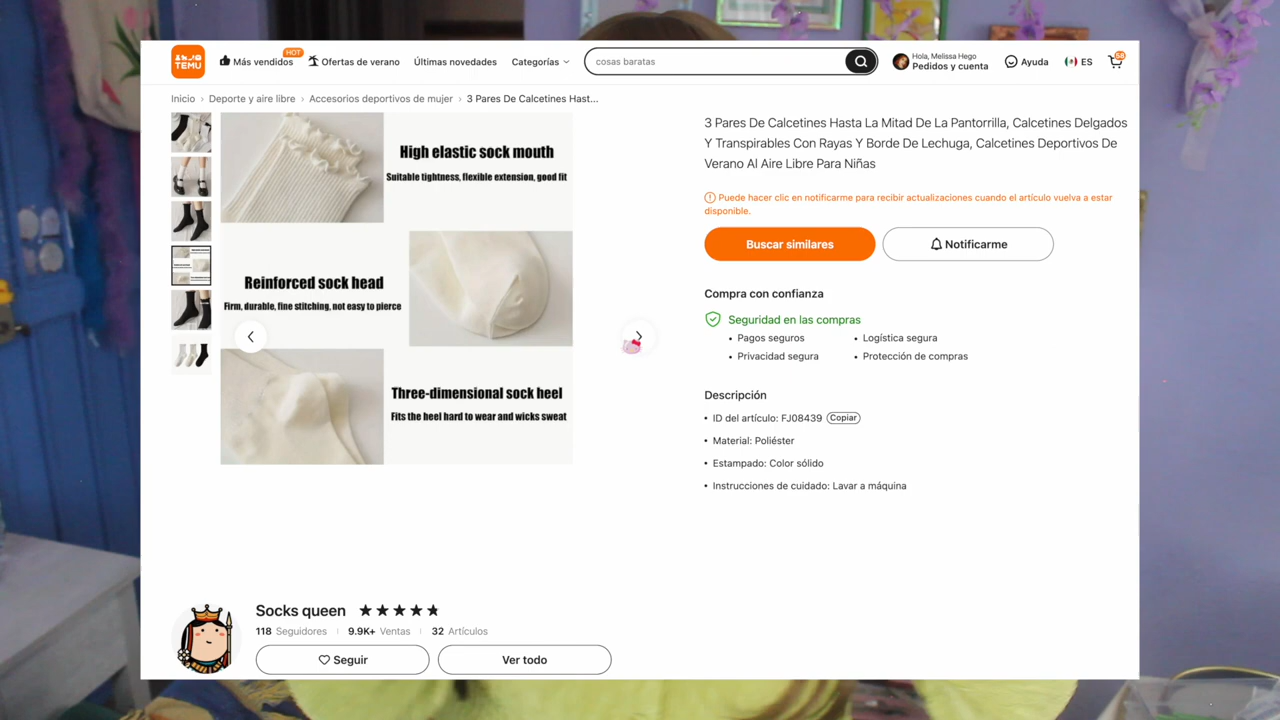 TEMU
Más vendidos
HOT
Ofertas de verano
Últimas novedades
Categorías
cosas baratas
Hola, Melissa Hego
Pedidos y cuenta
Ayuda
ES
Inicio › Deporte y aire libre › Accesorios deportivos de mujer › 3 Pares De Calcetines Hast...
High elastic sock mouth
Suitable tightness, flexible extension, good fit
Reinforced sock head
Firm, durable, fine stitching, not easy to pierce
Three-dimensional sock heel
Fits the heel hard to wear and wicks sweat
3 Pares De Calcetines Hasta La Mitad De La Pantorrilla, Calcetines Delgados
Y Transpirables Con Rayas Y Borde De Lechuga, Calcetines Deportivos De
Verano Al Aire Libre Para Niñas
Puede hacer clic en notificarme para recibir actualizaciones cuando el artículo vuelva a estar
disponible.
Buscar similares
Notificarme
Compra con confianza
Seguridad en las compras
• Pagos seguros
• Logística segura
• Privacidad segura
• Protección de compras
Descripción
• ID del artículo: FJ08439 Copiar
• Material: Poliéster
• Estampado: Color sólido
• Instrucciones de cuidado: Lavar a máquina
Socks queen
118 Seguidores | 9.9K+ Ventas | 32 Artículos
Seguir
Ver todo